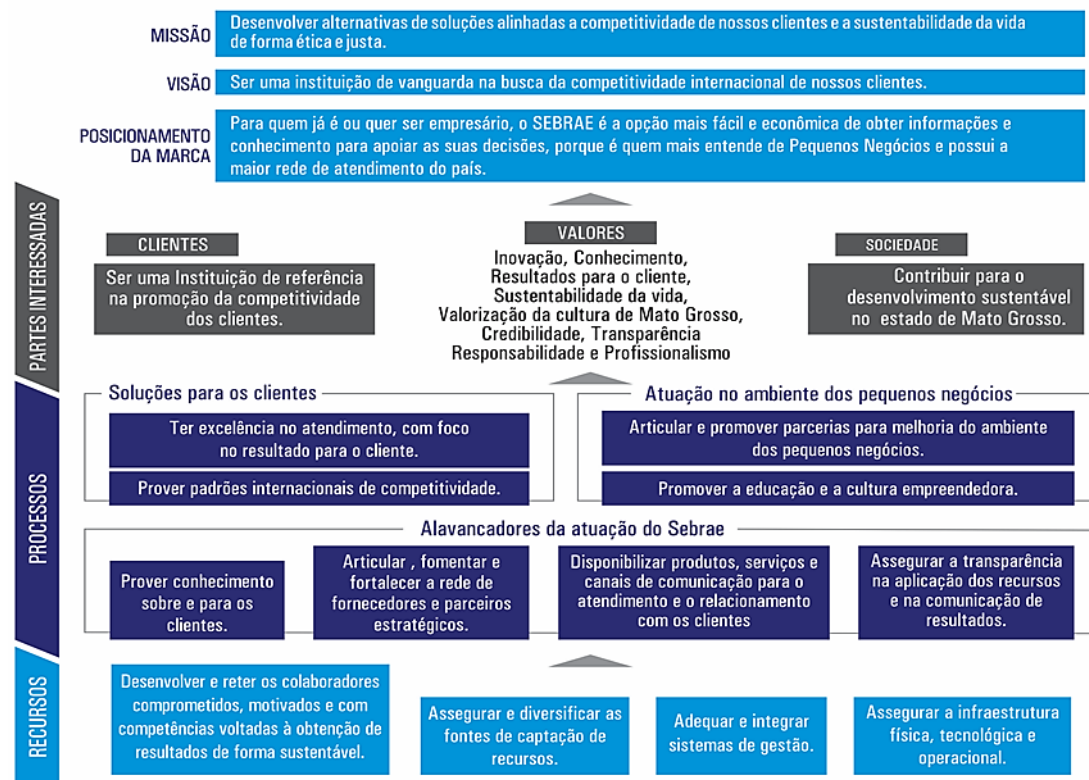 MISSÃO
Desenvolver alternativas de soluções alinhadas a competitividade de nossos clientes e a sustentabilidade da vida
de forma ética e justa.
VISÃO
Ser uma instituição de vanguarda na busca da competitividade internacional de nossos clientes.
POSICIONAMENTO
DA MARCA
Para quem já é ou quer ser empresário, o SEBRAE é a opção mais fácil e econômica de obter informações e
conhecimento para apoiar as suas decisões, porque é quem mais entende de Pequenos Negócios e possui a
maior rede de atendimento do país.
PARTES INTERESSADAS
CLIENTES
Ser uma Instituição de referência
na promoção da competitividade
dos clientes.
VALORES
Inovação, Conhecimento,
Resultados para o cliente,
Sustentabilidade da vida,
Valorização da cultura de Mato Grosso,
Credibilidade, Transparência
Responsabilidade e Profissionalismo
SOCIEDADE
Contribuir para o
desenvolvimento sustentável
no estado de Mato Grosso.
PROCESSOS
Soluções para os clientes
Ter excelência no atendimento, com foco
no resultado para o cliente.
Prover padrões internacionais de competitividade.
Atuação no ambiente dos pequenos negócios
Articular e promover parcerias para melhoria do ambiente
dos pequenos negócios.
Promover a educação e a cultura empreendedora.
Alavancadores da atuação do Sebrae
Prover conhecimento
sobre e para os
clientes.
Articular , fomentar e
fortalecer a rede de
fornecedores e parceiros
estratégicos.
Disponibilizar produtos, serviços e
canais de comunicação para o
atendimento e o relacionamento
com os clientes
Assegurar a transparência
na aplicação dos recursos
e na comunicação de
resultados.
RECURSOS
Desenvolver e reter os colaboradores
comprometidos, motivados e com
competências voltadas à obtenção de
resultados de forma sustentável.
Assegurar e diversificar as
fontes de captação de
recursos.
Adequar e integrar
sistemas de gestão.
Assegurar a infraestrutura
física, tecnológica e
operacional.